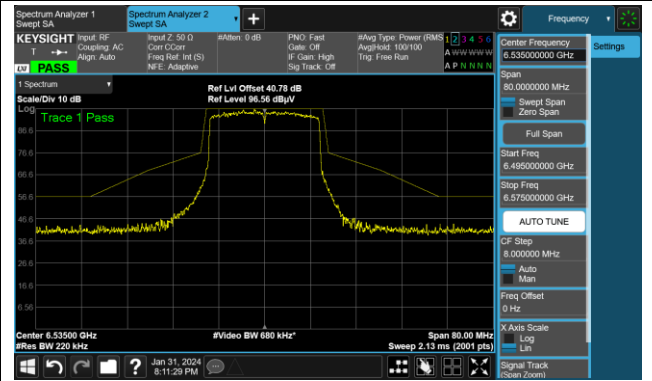 Spectrum Analyzer 1
Swept SA
Spectrum Analyzer 2
Swept SA
Frequency
KEYSIGHT
Input: RF
Coupling: AC
Align: Auto
Input Z: 50 Ω
Corr CCorr
Freq Ref: Int (S)
NFE: Adaptive
#Atten: 0 dB
PNO: Fast
Gate: Off
IF Gain: High
Sig Track: Off
#Avg Type: Power (RMS
Avg|Hold: 100/100
Trig: Free Run
1 2 3 4 5 6
A W W W W W
A P N N N N
T
PASS
Center Frequency
6.535000000 GHz
Settings
Span
80.0000000 MHz
Swept Span
Zero Span
Full Span
Start Freq
6.495000000 GHz
Stop Freq
6.575000000 GHz
AUTO TUNE
CF Step
8.000000 MHz
Auto
Man
Freq Offset
0 Hz
X Axis Scale
Log
Lin
Signal Track
(Span Zoom)
1 Spectrum
Scale/Div 10 dB
Ref Lvl Offset 40.78 dB
Ref Level 96.56 dBµV
Log
Trace 1 Pass
86.6
76.6
66.6
56.6
46.6
36.6
26.6
16.6
6.56
Center 6.53500 GHz
#Res BW 220 kHz
#Video BW 680 kHz*
Span 80.00 MHz
Sweep 2.13 ms (2001 pts)
Jan 31, 2024
8:11:29 PM